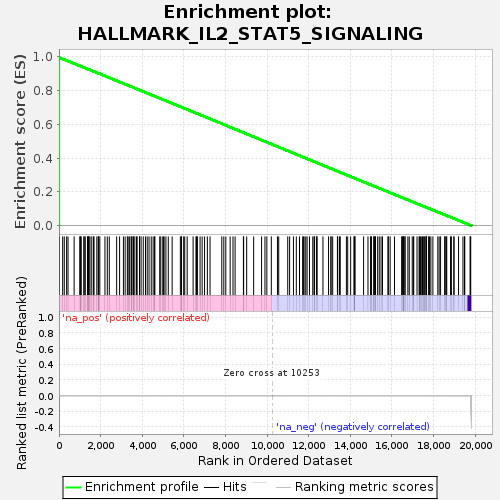 Enrichment plot:
HALLMARK_IL2_STAT5_SIGNALING
Enrichment score (ES)
1.0
0.8
0.6
0.4
0.2
0.0
Ranked list metric (PreRanked)
1.0
0.8
0.6
0.4
0.2
0.0
-0.2
-0.4
'na_pos' (positively correlated)
Zero cross at 10253
'na_neg' (negatively correlated)
0 2,000 4,000 6,000 8,000 10,000 12,000 14,000 16,000 18,000 20,000
Rank in Ordered Dataset
Enrichment profile Hits Ranking metric scores